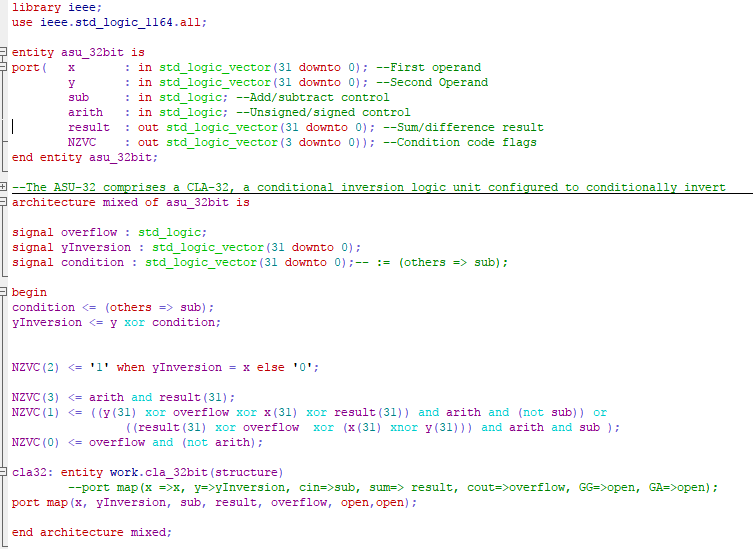 library ieee;
use ieee.std_logic_1164.all;
entity asu_32bit is
port( x : in std_logic_vector(31 downto 0); --First operand
y : in std_logic_vector(31 downto 0); --Second Operand
sub : in std_logic; --Add/subtract control
arith : in std_logic; --Unsigned/signed control
result : out std_logic_vector(31 downto 0); --Sum/difference result
NZVC : out std_logic_vector(3 downto 0)); --Condition code flags
end entity asu_32bit;
--The ASU-32 comprises a CLA-32, a conditional inversion logic unit configured to conditionally invert
architecture mixed of asu_32bit is
signal overflow : std_logic;
signal yInversion : std_logic_vector(31 downto 0);
signal condition : std_logic_vector(31 downto 0);-- := (others => sub);
begin
condition <= (others => sub);
yInversion <= y xor condition;
NZVC(2) <= '1' when yInversion = x else '0';
NZVC(3) <= arith and result(31);
NZVC(1) <= ((y(31) xor overflow xor x(31) xor result(31)) and arith and (not sub)) or
((result(31) xor overflow xor (x(31) xnor y(31))) and arith and sub );
NZVC(0) <= overflow and (not arith);
cla32: entity work.cla_32bit(structure)
--port map(x =>x, y=>yInversion, cin=>sub, sum=> result, cout=>overflow, GG=>open, GA=>open);
port map(x, yInversion, sub, result, overflow, open,open);
end architecture mixed;